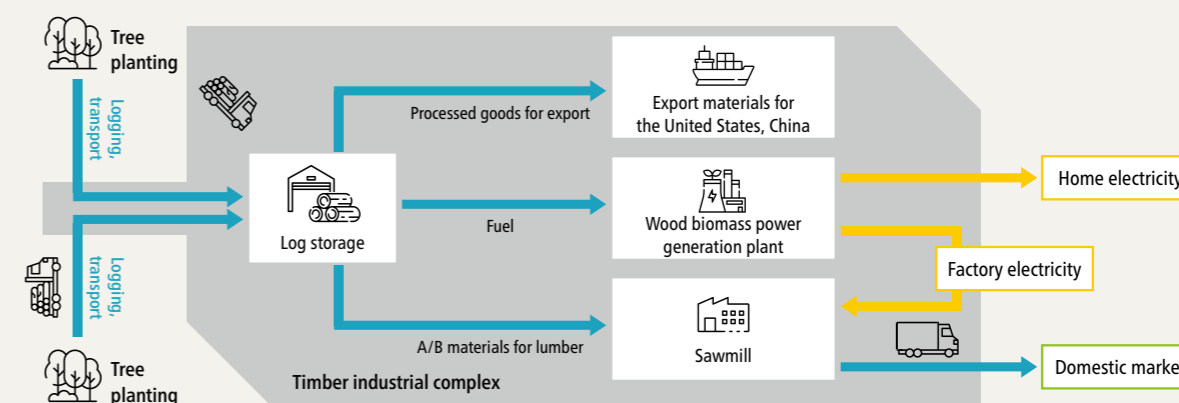 Tree
planting
Logging,
transport
Processed goods for export
Export materials for
the United States, China
Log storage
Fuel
Wood biomass power
generation plant
Home electricity
Factory electricity
Logging,
transport
A/B materials for lumber
Sawmill
Domestic marke
Timber industrial complex
Tree
planting